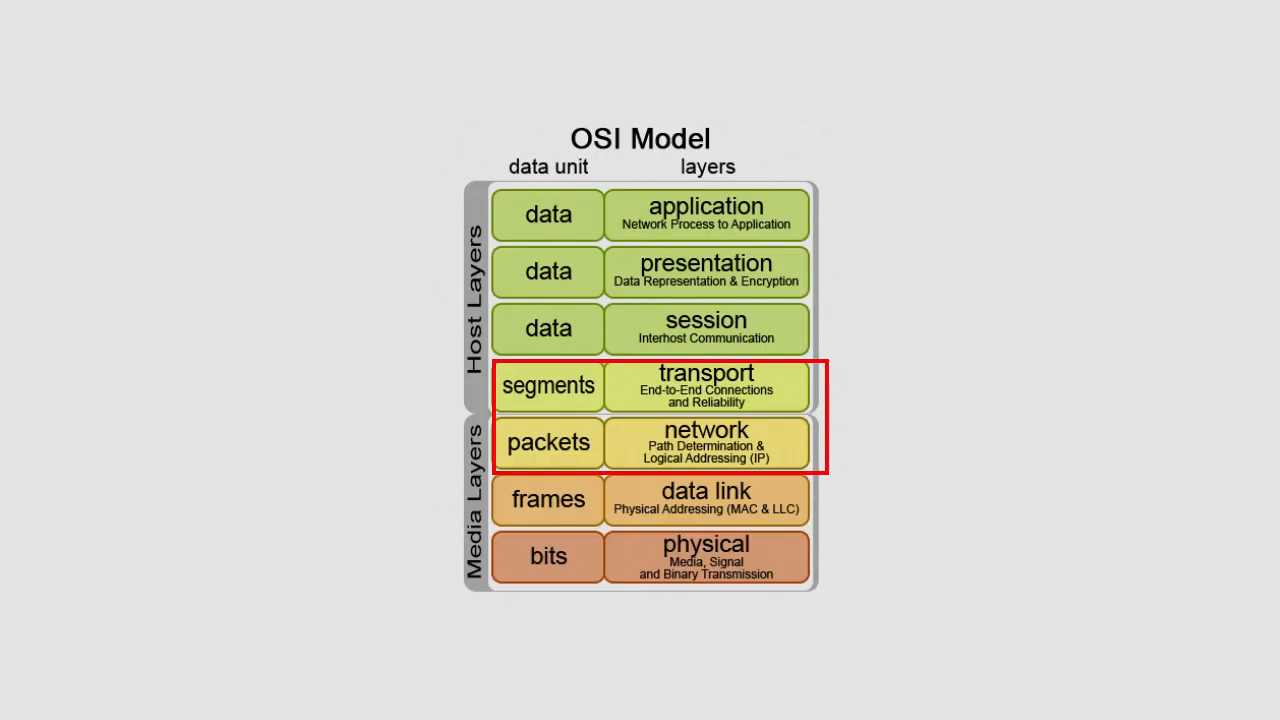 OSI Model
data unit layers
Host Layers
data application
Network Process to Application
data presentation
Data Representation & Encryption
data session
Interhost Communication
segments transport
End-to-End Connections
and Reliability
Media Layers
packets network
Path Determination &
Logical Addressing (IP)
frames data link
Physical Addressing (MAC & LLC)
bits physical
Media, Signal
and Binary Transmission